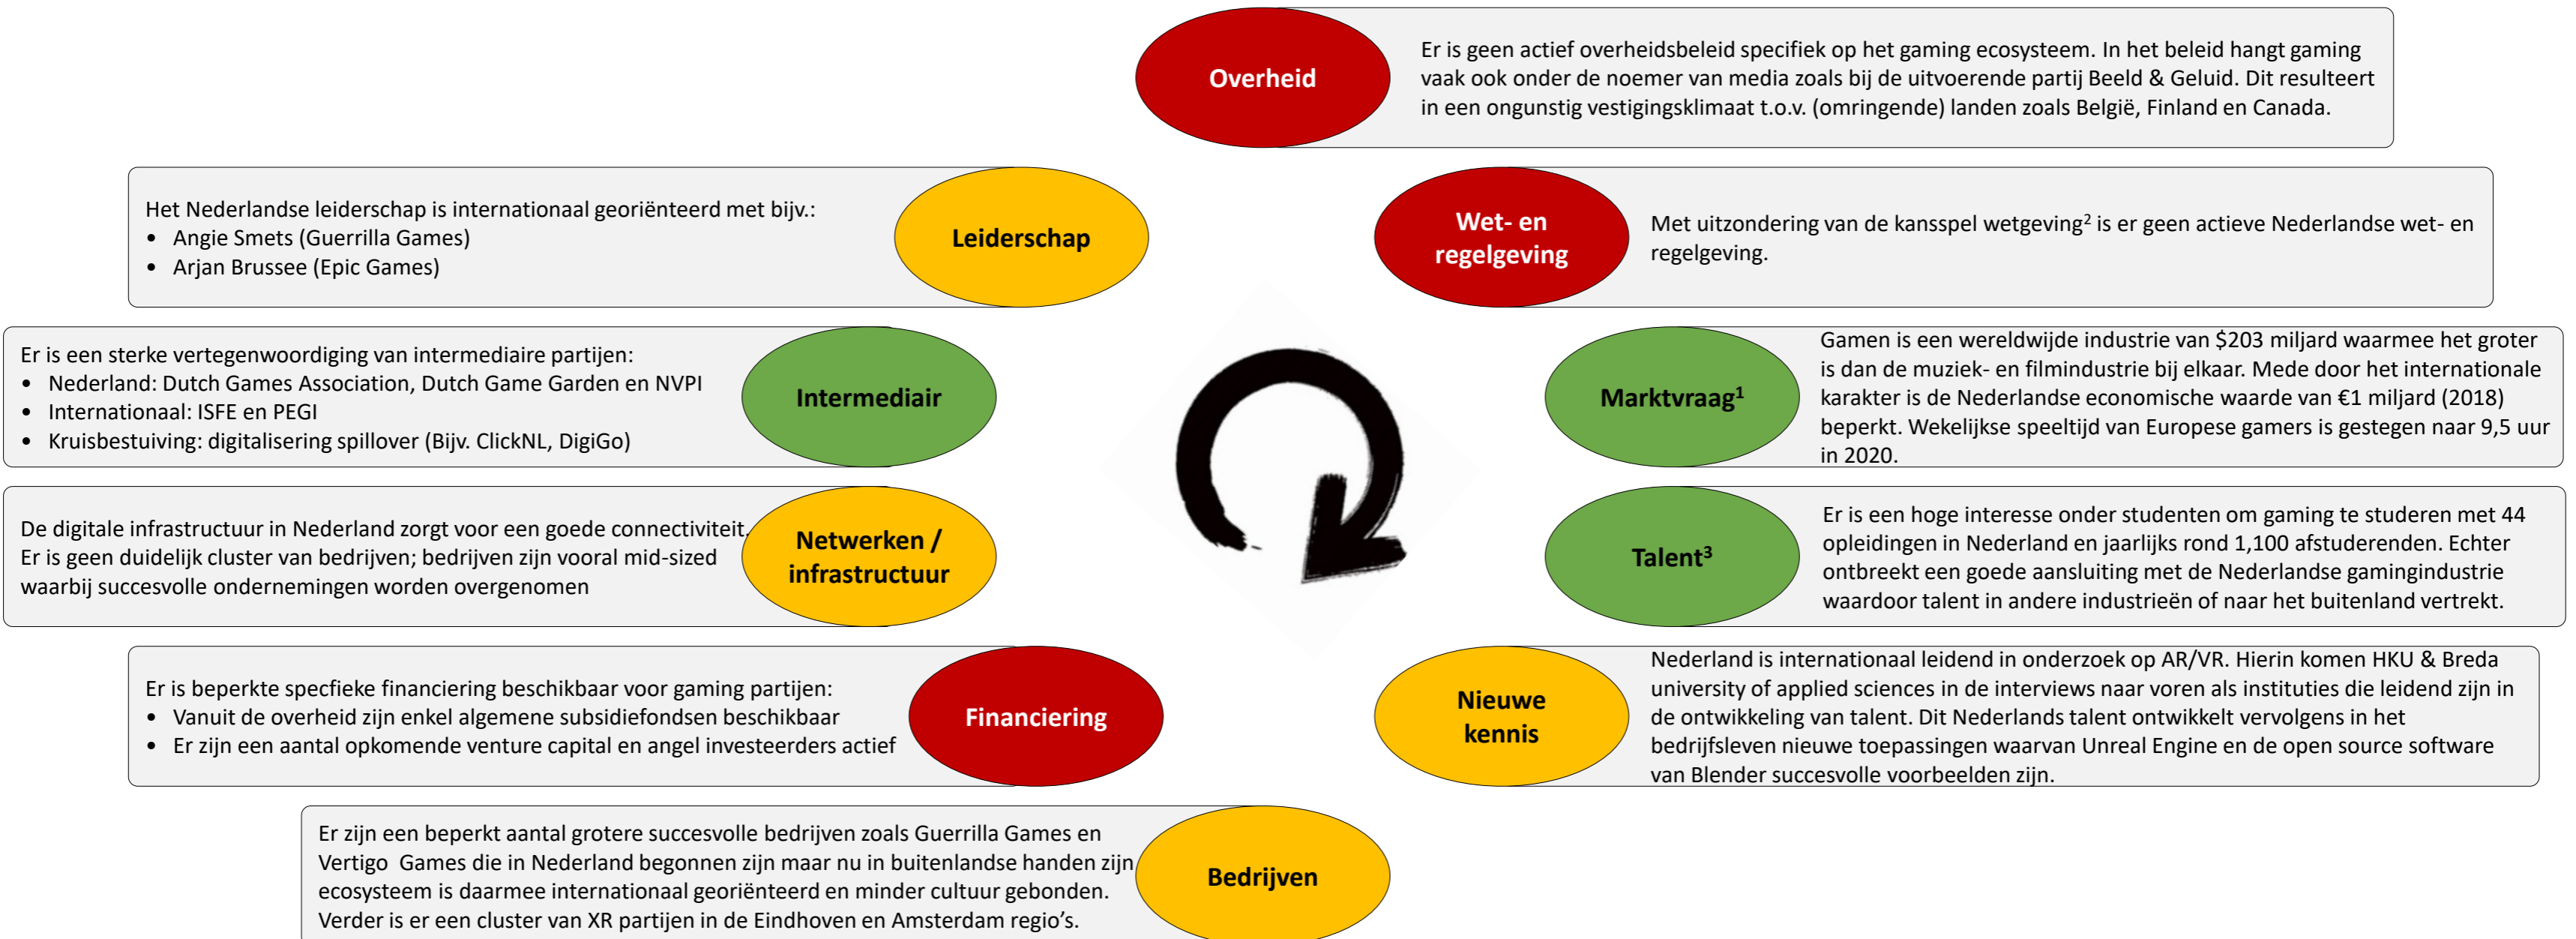 Overheid
Er is geen actief overheidsbeleid specifiek op het gaming ecosysteem. In het beleid hangt gaming
vaak ook onder de noemer van media zoals bij de uitvoerende partij Beeld & Geluid. Dit resulteert
in een ongunstig vestigingsklimaat t.o.v. (omringende) landen zoals België, Finland en Canada.
Het Nederlandse leiderschap is internationaal georiënteerd met bijv.:
• Angie Smets (Guerrilla Games)
• Arjan Brussee (Epic Games)
Leiderschap
Wet- en
regelgeving
Met uitzondering van de kansspel wetgeving² is er geen actieve Nederlandse wet- en
regelgeving.
Er is een sterke vertegenwoordiging van intermediaire partijen:
• Nederland: Dutch Games Association, Dutch Game Garden en NVPI
• Internationaal: ISFE en PEGI
• Kruisbestuiving: digitalisering spillover (Bijv. ClickNL, DigiGo)
Intermediair
Marktvraag¹
Gamen is een wereldwijde industrie van $203 miljard waarmee het groter
is dan de muziek- en filmindustrie bij elkaar. Mede door het internationale
karakter is de Nederlandse economische waarde van €1 miljard (2018)
beperkt. Wekelijkse speeltijd van Europese gamers is gestegen naar 9,5 uur
in 2020.
De digitale infrastructuur in Nederland zorgt voor een goede connectiviteit.
Er is geen duidelijk cluster van bedrijven; bedrijven zijn vooral mid-sized
waarbij succesvolle ondernemingen worden overgenomen
Netwerken /
infrastructuur
Talent³
Er is een hoge interesse onder studenten om gaming te studeren met 44
opleidingen in Nederland en jaarlijks rond 1,100 afstuderenden. Echter
ontbreekt een goede aansluiting met de Nederlandse gamingindustrie
waardoor talent in andere industrieën of naar het buitenland vertrekt.
Er is beperkte specfieke financiering beschikbaar voor gaming partijen:
• Vanuit de overheid zijn enkel algemene subsidiefondsen beschikbaar
• Er zijn een aantal opkomende venture capital en angel investeerders actief
Financiering
Nieuwe
kennis
Nederland is internationaal leidend in onderzoek op AR/VR. Hierin komen HKU & Breda
university of applied sciences in de interviews naar voren als instituties die leidend zijn in
de ontwikkeling van talent. Dit Nederlands talent ontwikkelt vervolgens in het
bedrijfsleven nieuwe toepassingen waarvan Unreal Engine en de open source software
van Blender succesvolle voorbeelden zijn.
Er zijn een beperkt aantal grotere succesvolle bedrijven zoals Guerrilla Games en
Vertigo Games die in Nederland begonnen zijn maar nu in buitenlandse handen zijn
ecosysteem is daarmee internationaal georiënteerd en minder cultuur gebonden.
Verder is er een cluster van XR partijen in de Eindhoven en Amsterdam regio's.
Bedrijven